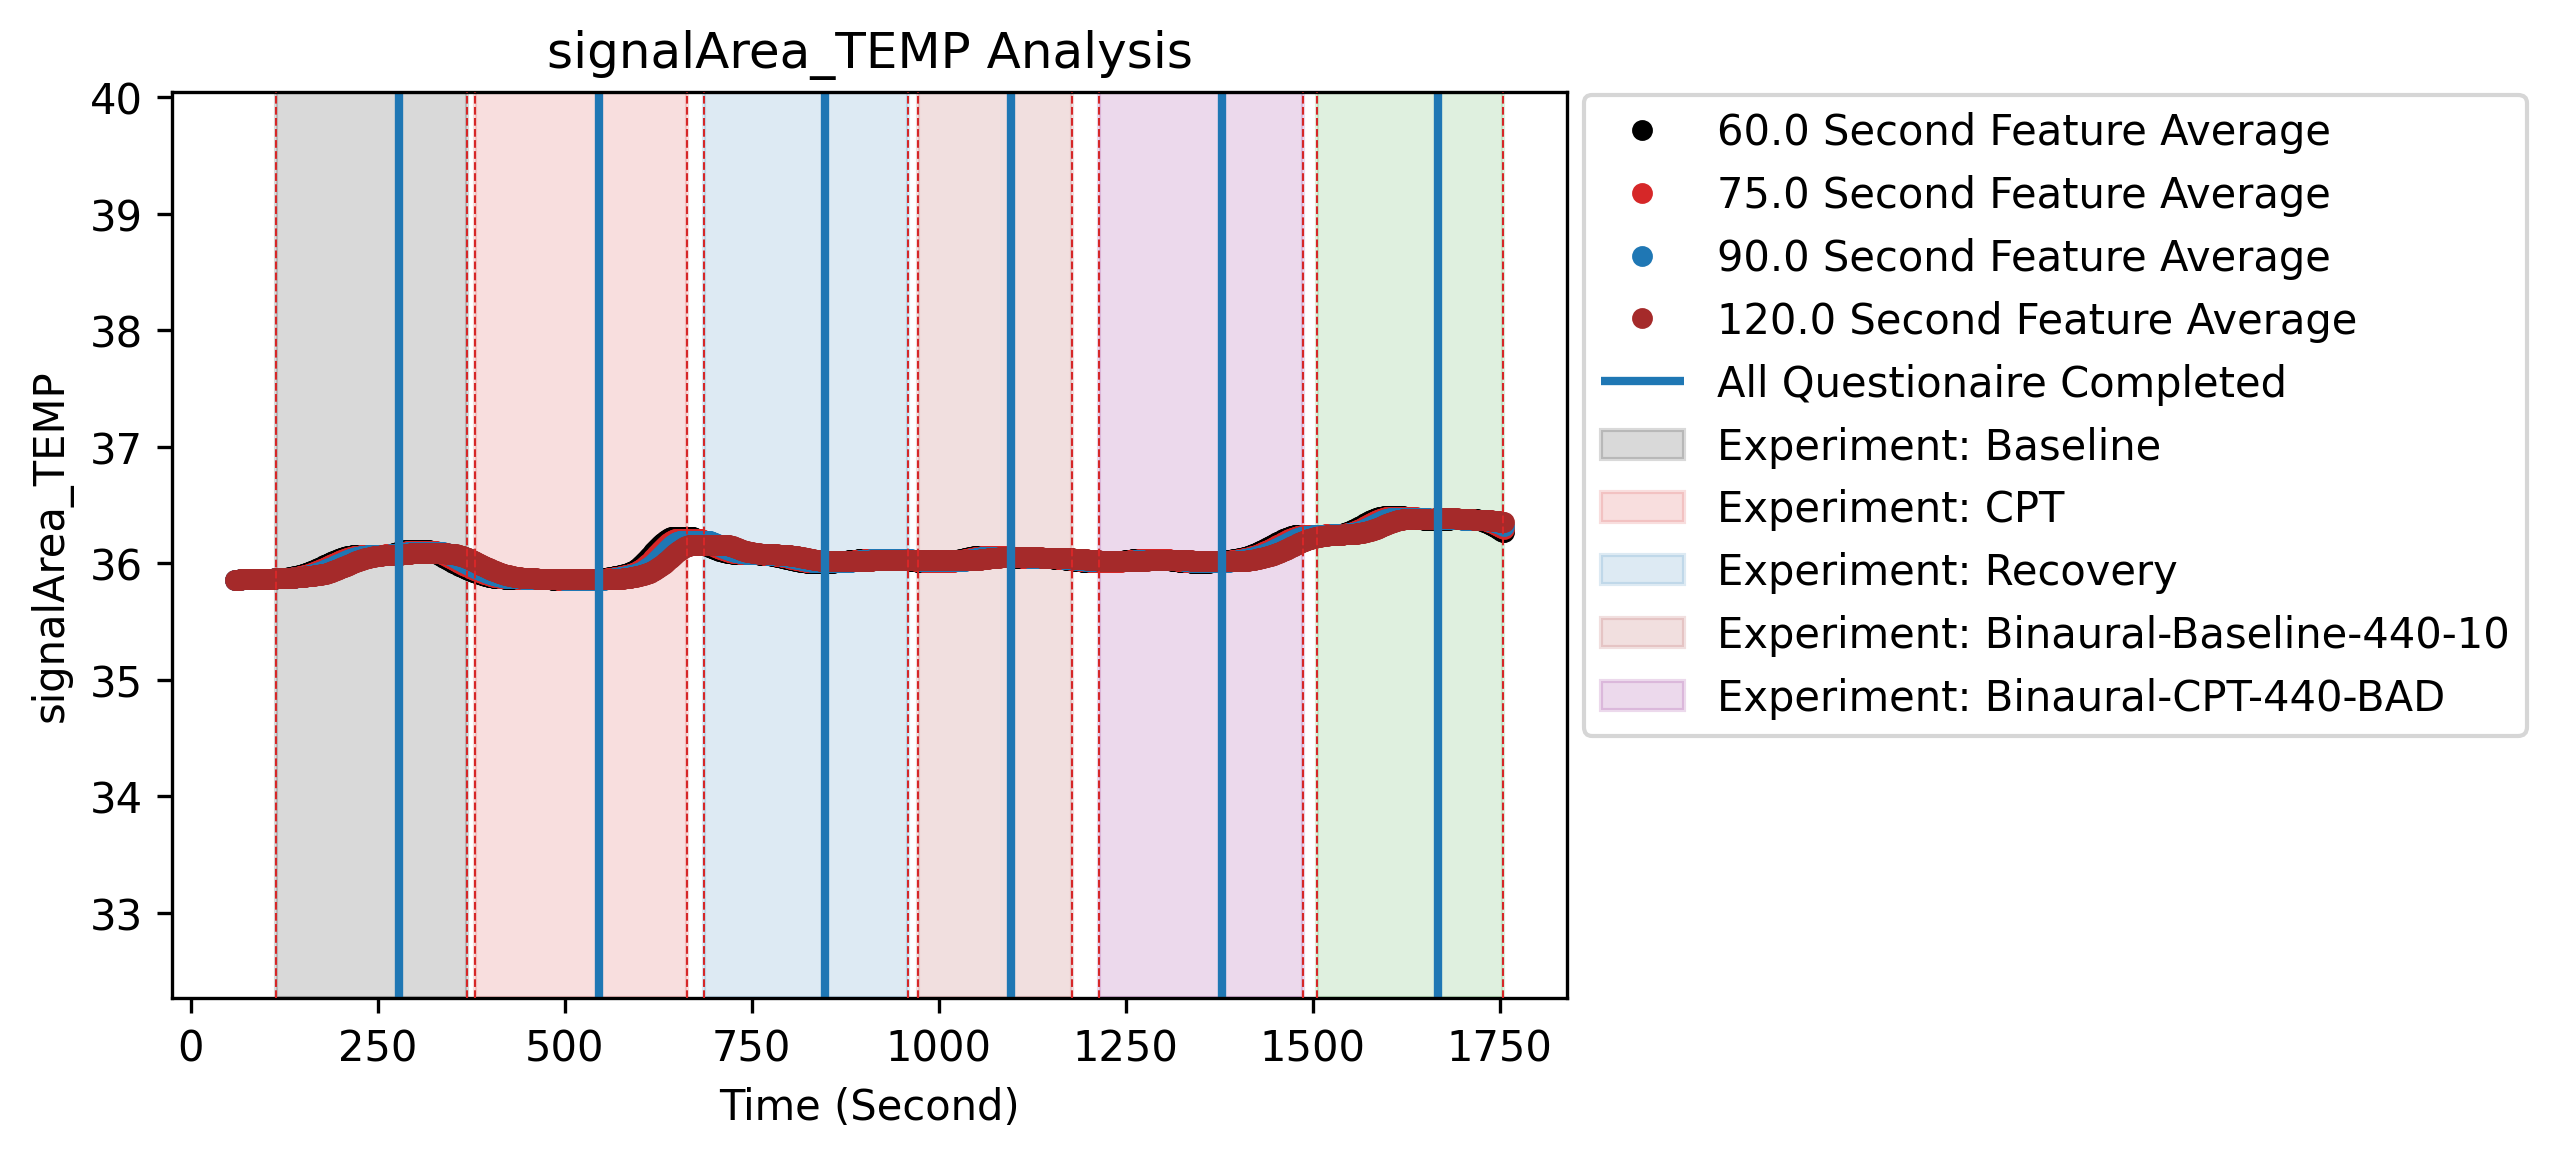 signalArea_TEMP Analysis
40
39
38
37
36
35
34
33
signalArea_TEMP
0 250 500 750 1000 1250 1500 1750
Time (Second)
60.0 Second Feature Average
75.0 Second Feature Average
90.0 Second Feature Average
120.0 Second Feature Average
All Questionaire Completed
Experiment: Baseline
Experiment: CPT
Experiment: Recovery
Experiment: Binaural-Baseline-440-10
Experiment: Binaural-CPT-440-BAD